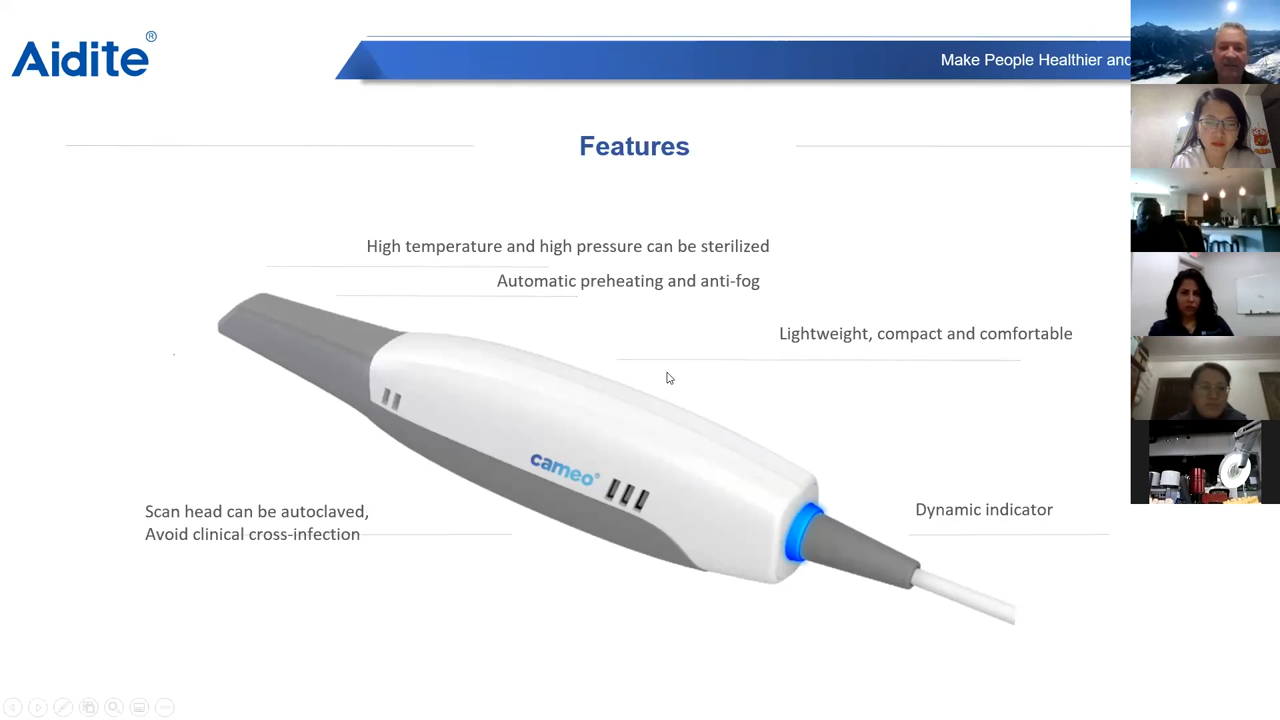 Aidite®
Make People Healthier and
Features
High temperature and high pressure can be sterilized
Automatic preheating and anti-fog
Lightweight, compact and comfortable
cameo®
Scan head can be autoclaved,
Avoid clinical cross-infection
Dynamic indicator